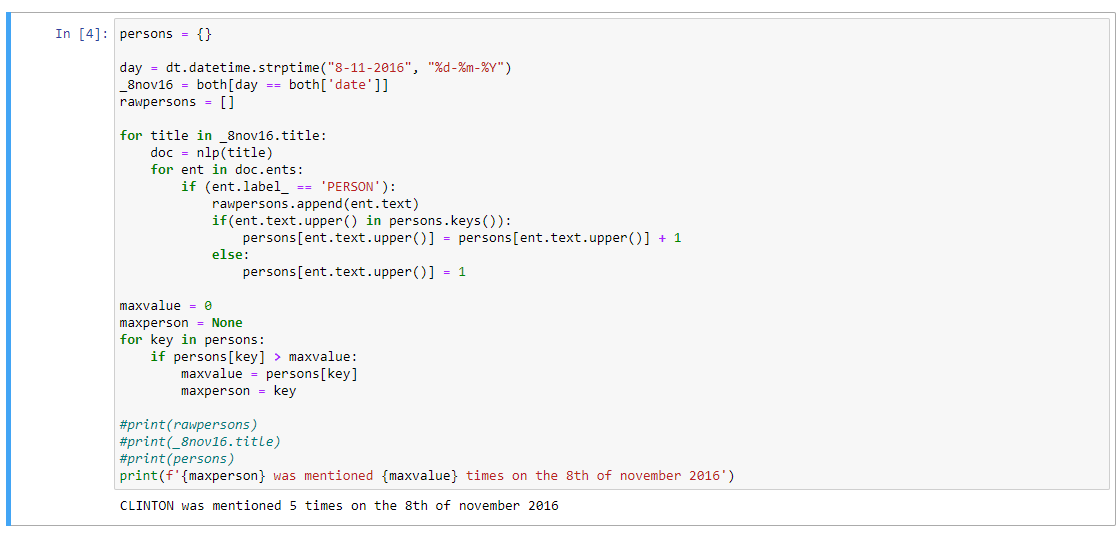 In [4]: persons = {}

day = dt.datetime.strptime("8-11-2016", "%d-%m-%Y")
_8nov16 = both[day == both['date']]
rawpersons = []

for title in _8nov16.title:
    doc = nlp(title)
    for ent in doc.ents:
        if (ent.label_ == 'PERSON'):
            rawpersons.append(ent.text)
            if(ent.text.upper() in persons.keys()):
                persons[ent.text.upper()] = persons[ent.text.upper()] + 1
            else:
                persons[ent.text.upper()] = 1

maxvalue = 0
maxperson = None
for key in persons:
    if persons[key] > maxvalue:
        maxvalue = persons[key]
        maxperson = key

#print(rawpersons)
#print(_8nov16.title)
#print(persons)
print(f'{maxperson} was mentioned {maxvalue} times on the 8th of november 2016')
CLINTON was mentioned 5 times on the 8th of november 2016